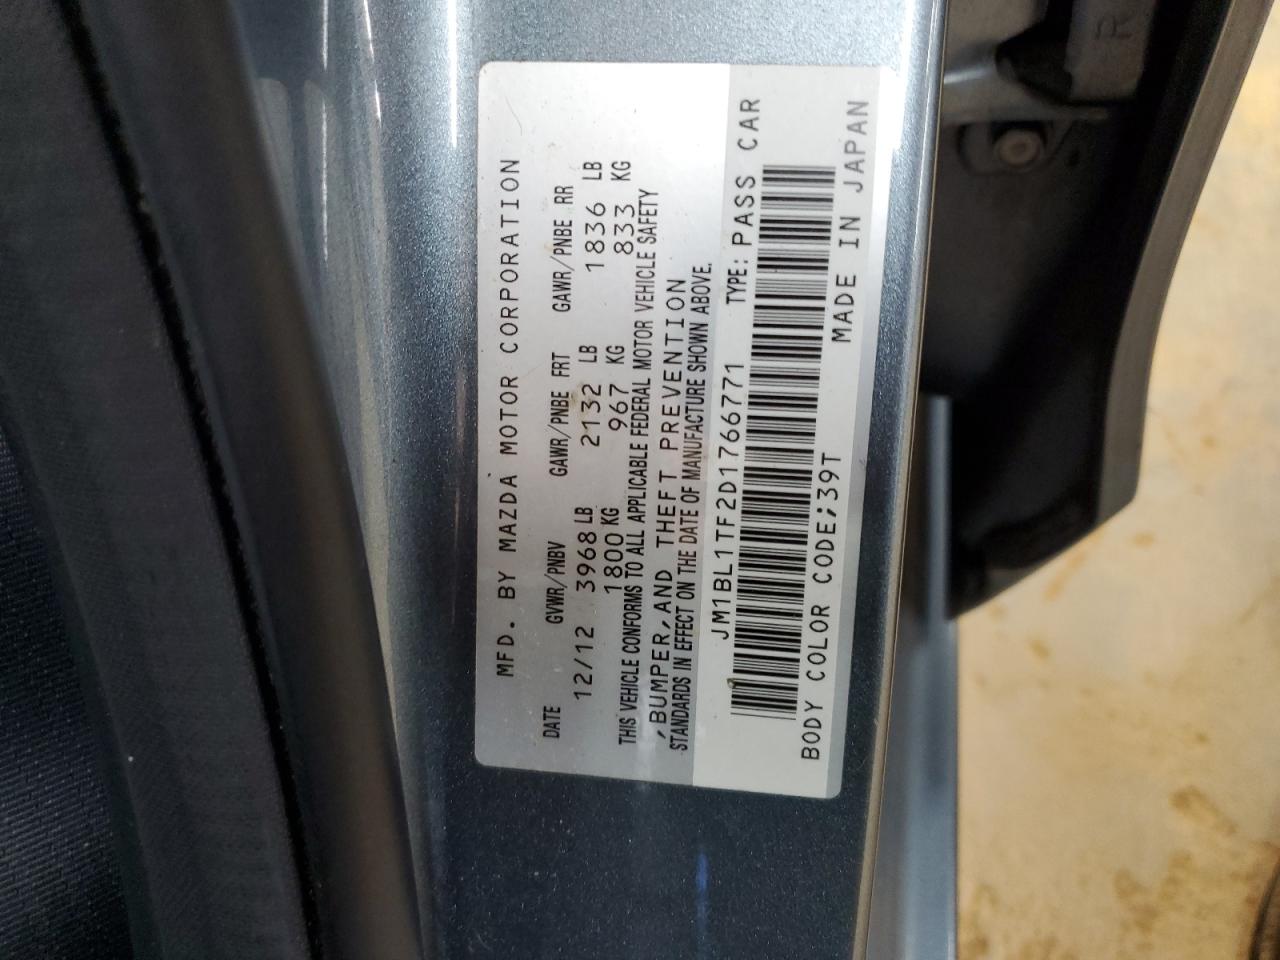 MFD. BY MAZDA MOTOR CORPORATION
DATE GVWR/PNBV GAWR/PNBE FRT GAWR/PNBE RR
12/12 3968 LB 2132 LB 1836 LB
1800 KG 967 KG 833 KG
THIS VEHICLE CONFORMS TO ALL APPLICABLE FEDERAL MOTOR VEHICLE SAFETY
,BUMPER,AND THEFT PREVENTION
STANDARDS IN EFFECT ON THE DATE OF MANUFACTURE SHOWN ABOVE.
JM1BL1TF2D1766771 TYPE: PASS CAR
BODY COLOR CODE;39T MADE IN JAPAN
R